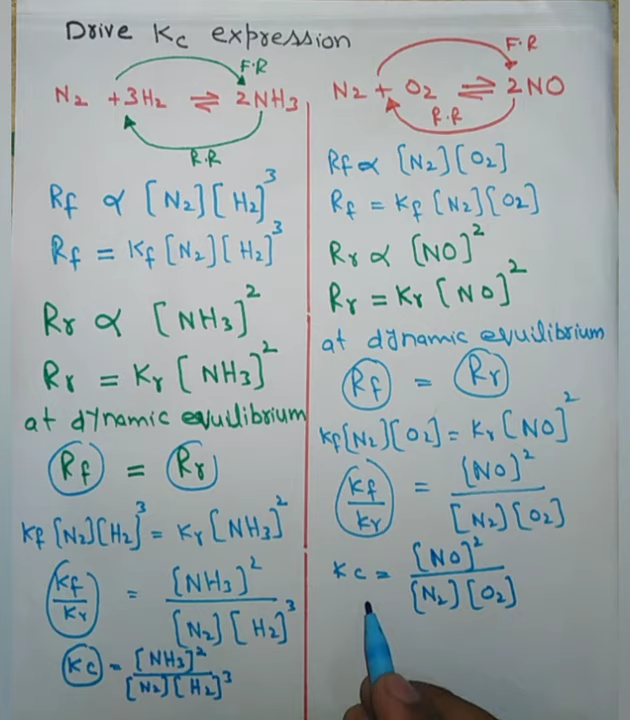 Drive Kc expression
F.R
N₂ + 3H₂ ⇌ 2NH₃
R.R
Rf ∝ [N₂][H₂]³
Rf = Kf [N₂][H₂]³
Rr ∝ [NH₃]²
Rr = Kr [NH₃]²
at dynamic equilibrium
Rf = Rr
Kf [N₂][H₂]³ = Kr [NH₃]²
Kf/Kr = [NH₃]²/[N₂][H₂]³
Kc = [NH₃]²/[N₂][H₂]³
F.R
N₂ + O₂ ⇌ 2NO
R.R
Rf ∝ [N₂][O₂]
Rf = Kf [N₂][O₂]
Rr ∝ [NO]²
Rr = Kr [NO]²
at dynamic equilibrium
Rf = Rr
Kf[N₂][O₂] = Kr [NO]²
Kf/Kr = [NO]²/[N₂][O₂]
Kc = [NO]²/[N₂][O₂]